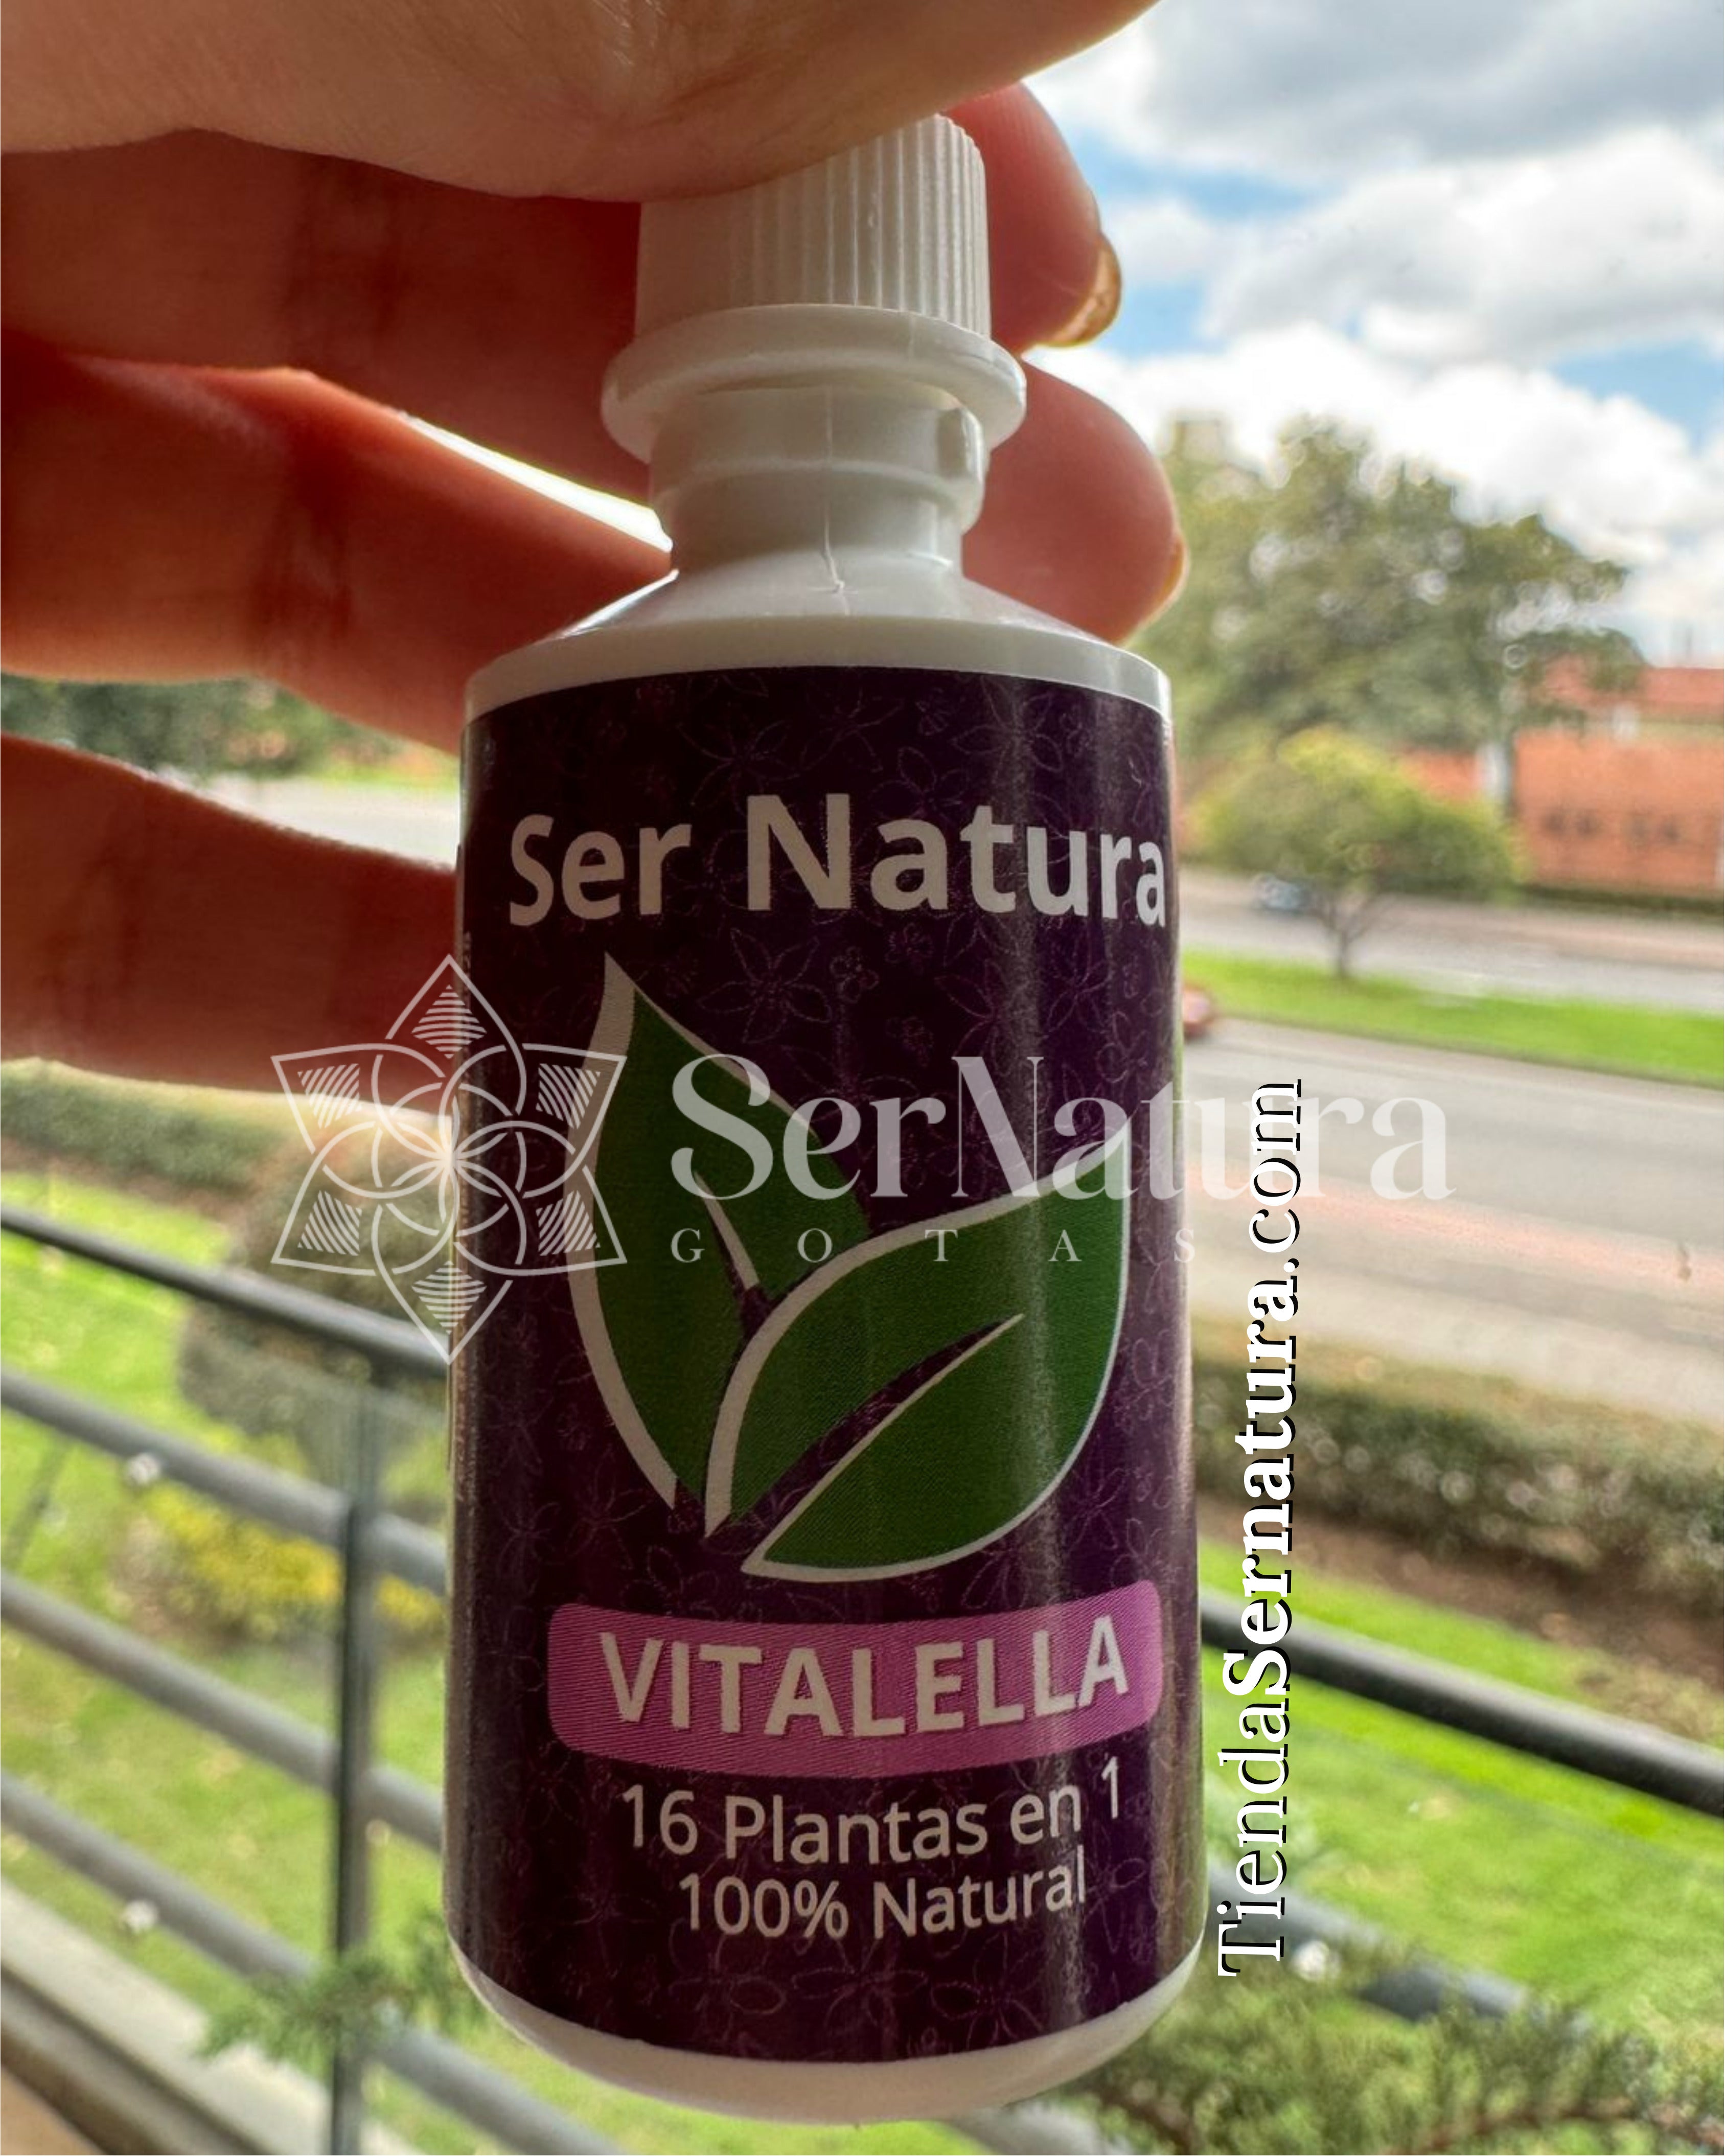 Ser Natura
SerNatura
GOTAS
VITALELLA
16 Plantas en 1
100% Natural
TiendaSernatura.com